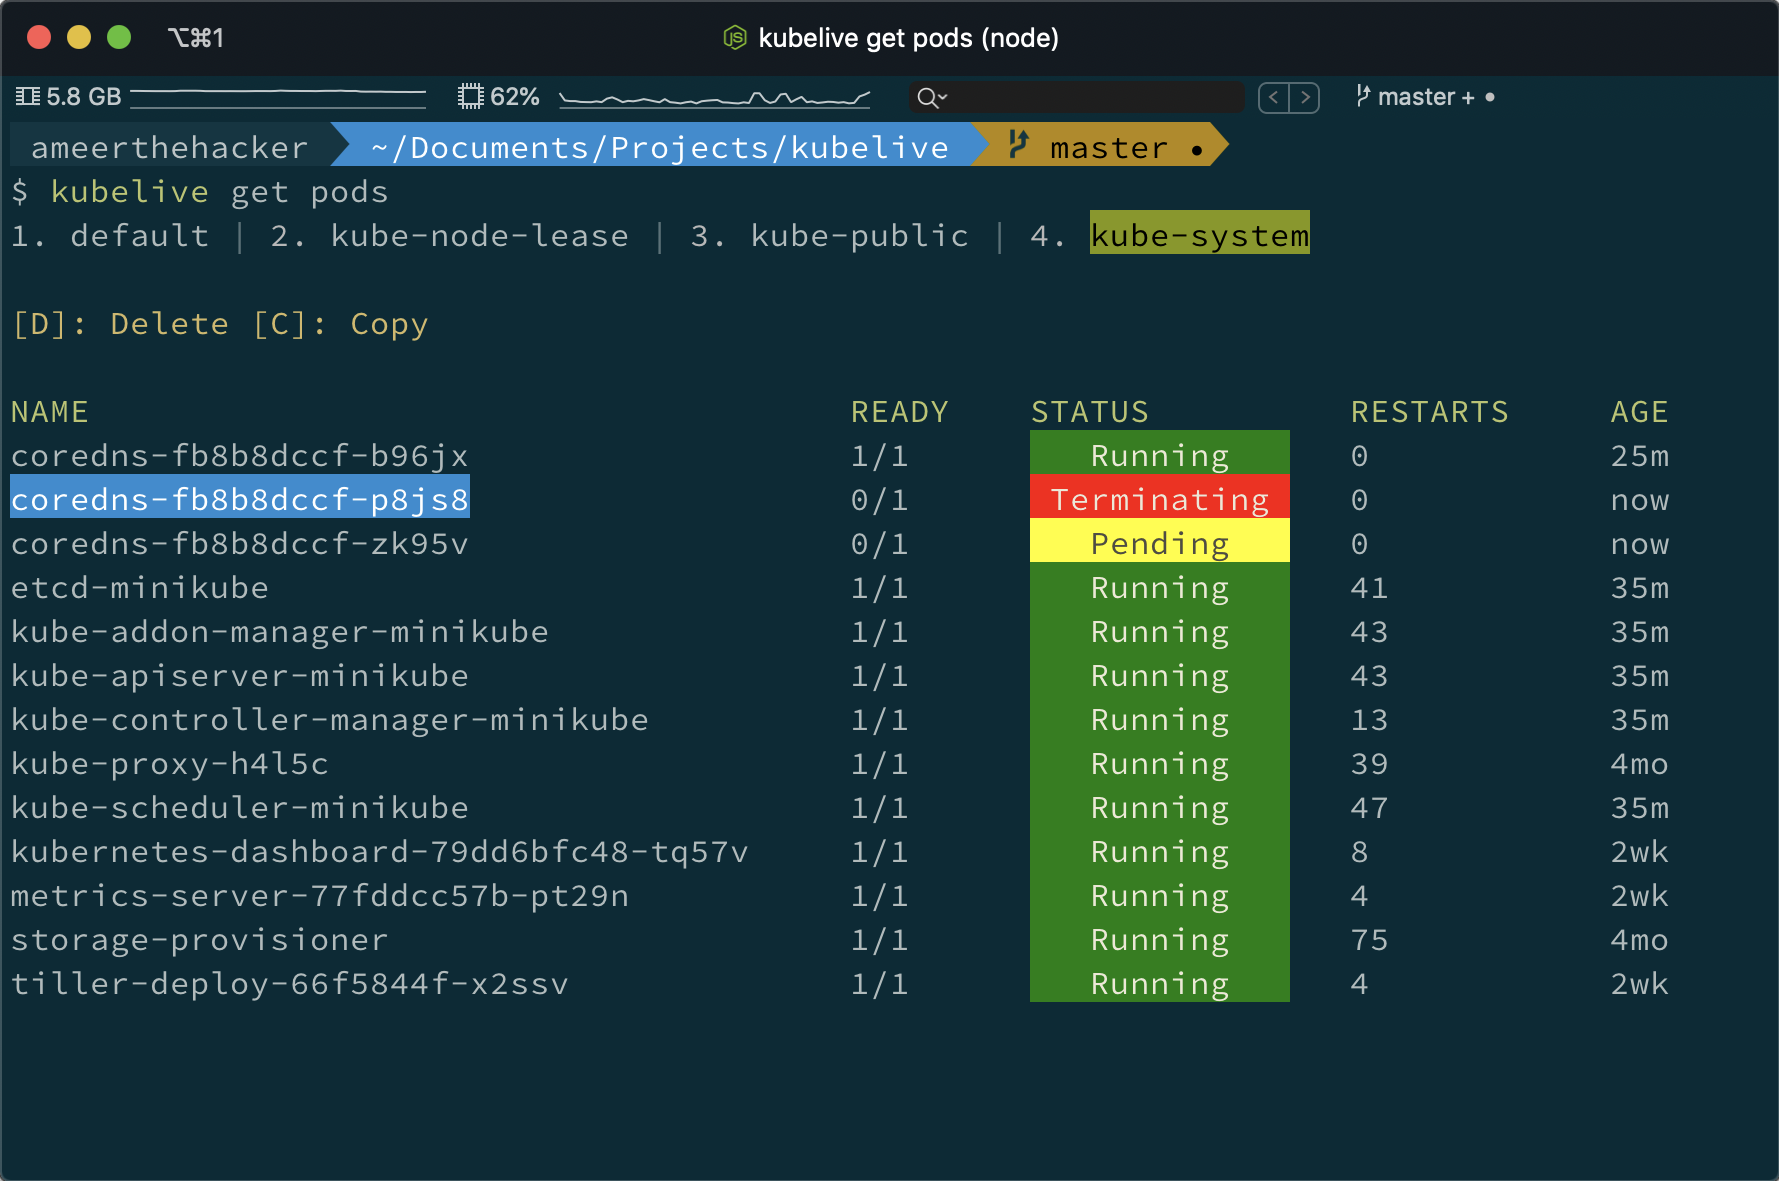 ⌥⌘1 kubelive get pods (node)
5.8 GB 62% master + •
ameerthehacker ~/Documents/Projects/kubelive master •
$ kubelive get pods
1. default | 2. kube-node-lease | 3. kube-public | 4. kube-system
[D]: Delete [C]: Copy
NAME READY STATUS RESTARTS AGE
coredns-fb8b8dccf-b96jx 1/1 Running 0 25m
coredns-fb8b8dccf-p8js8 0/1 Terminating 0 now
coredns-fb8b8dccf-zk95v 0/1 Pending 0 now
etcd-minikube 1/1 Running 41 35m
kube-addon-manager-minikube 1/1 Running 43 35m
kube-apiserver-minikube 1/1 Running 43 35m
kube-controller-manager-minikube 1/1 Running 13 35m
kube-proxy-h4l5c 1/1 Running 39 4mo
kube-scheduler-minikube 1/1 Running 47 35m
kubernetes-dashboard-79dd6bfc48-tq57v 1/1 Running 8 2wk
metrics-server-77fddcc57b-pt29n 1/1 Running 4 2wk
storage-provisioner 1/1 Running 75 4mo
tiller-deploy-66f5844f-x2ssv 1/1 Running 4 2wk